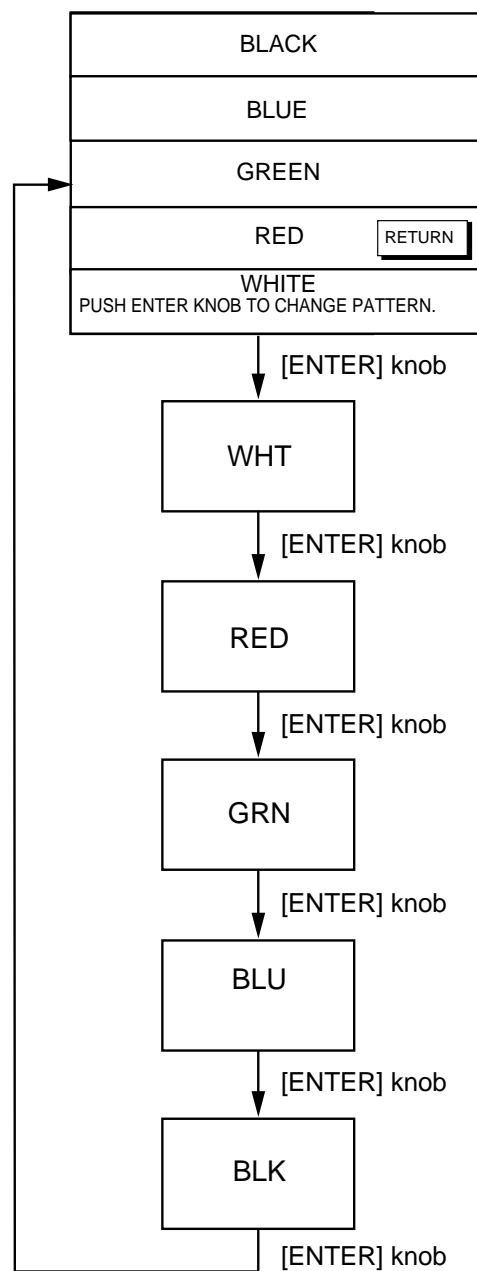 BLACK
BLUE
GREEN
RED
RETURN
WHITE
PUSH ENTER KNOB TO CHANGE PATTERN.
[ENTER] knob
WHT
[ENTER] knob
RED
[ENTER] knob
GRN
[ENTER] knob
BLU
[ENTER] knob
BLK
[ENTER] knob